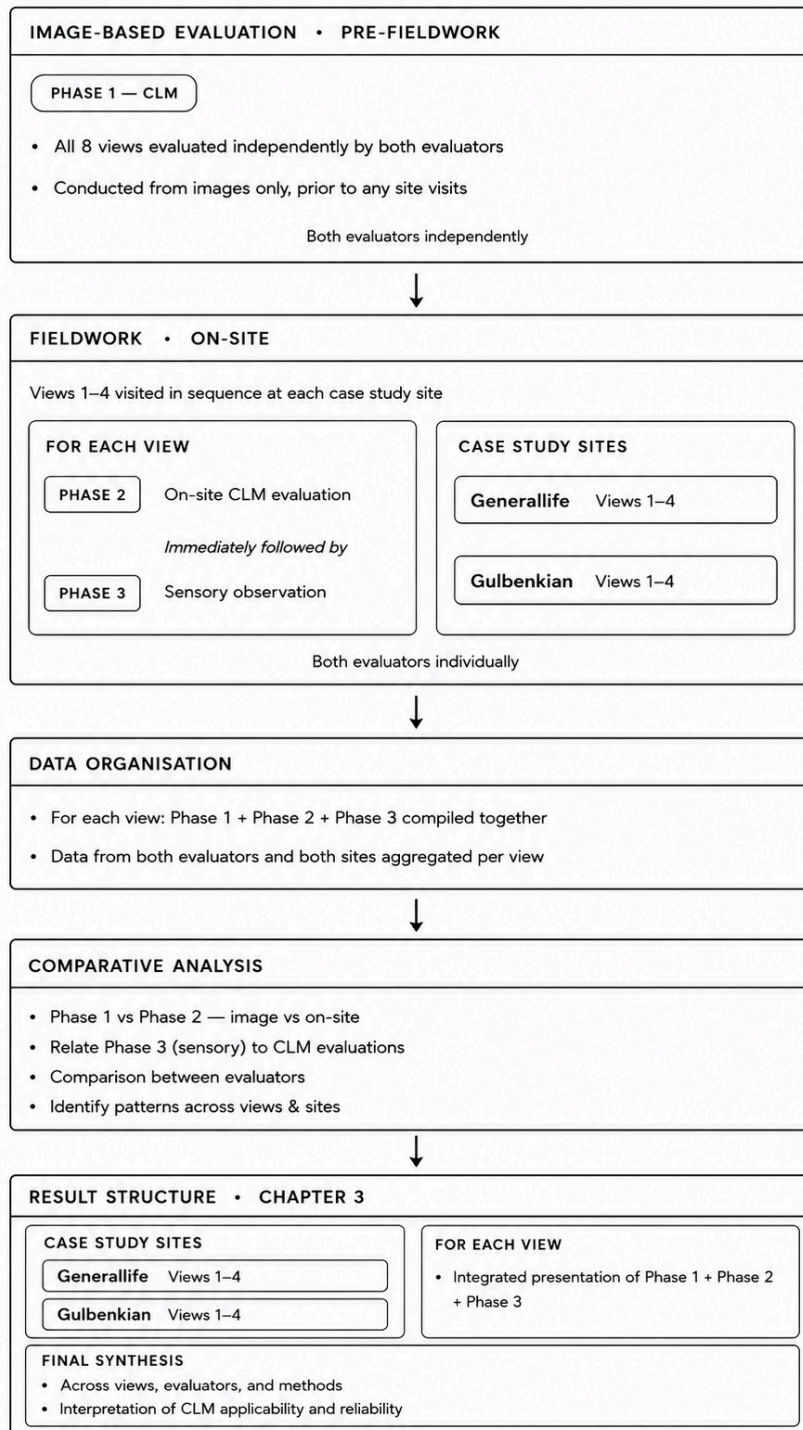 IMAGE-BASED EVALUATION • PRE-FIELDWORK
PHASE 1 — CLM
• All 8 views evaluated independently by both evaluators
• Conducted from images only, prior to any site visits
Both evaluators independently
FIELDWORK • ON-SITE
Views 1–4 visited in sequence at each case study site
FOR EACH VIEW
PHASE 2 On-site CLM evaluation
Immediately followed by
PHASE 3 Sensory observation
CASE STUDY SITES
Generallife Views 1–4
Gulbenkian Views 1–4
Both evaluators individually
DATA ORGANISATION
• For each view: Phase 1 + Phase 2 + Phase 3 compiled together
• Data from both evaluators and both sites aggregated per view
COMPARATIVE ANALYSIS
• Phase 1 vs Phase 2 — image vs on-site
• Relate Phase 3 (sensory) to CLM evaluations
• Comparison between evaluators
• Identify patterns across views & sites
RESULT STRUCTURE • CHAPTER 3
CASE STUDY SITES
Generallife Views 1–4
Gulbenkian Views 1–4
FOR EACH VIEW
• Integrated presentation of Phase 1 + Phase 2
+ Phase 3
FINAL SYNTHESIS
• Across views, evaluators, and methods
• Interpretation of CLM applicability and reliability